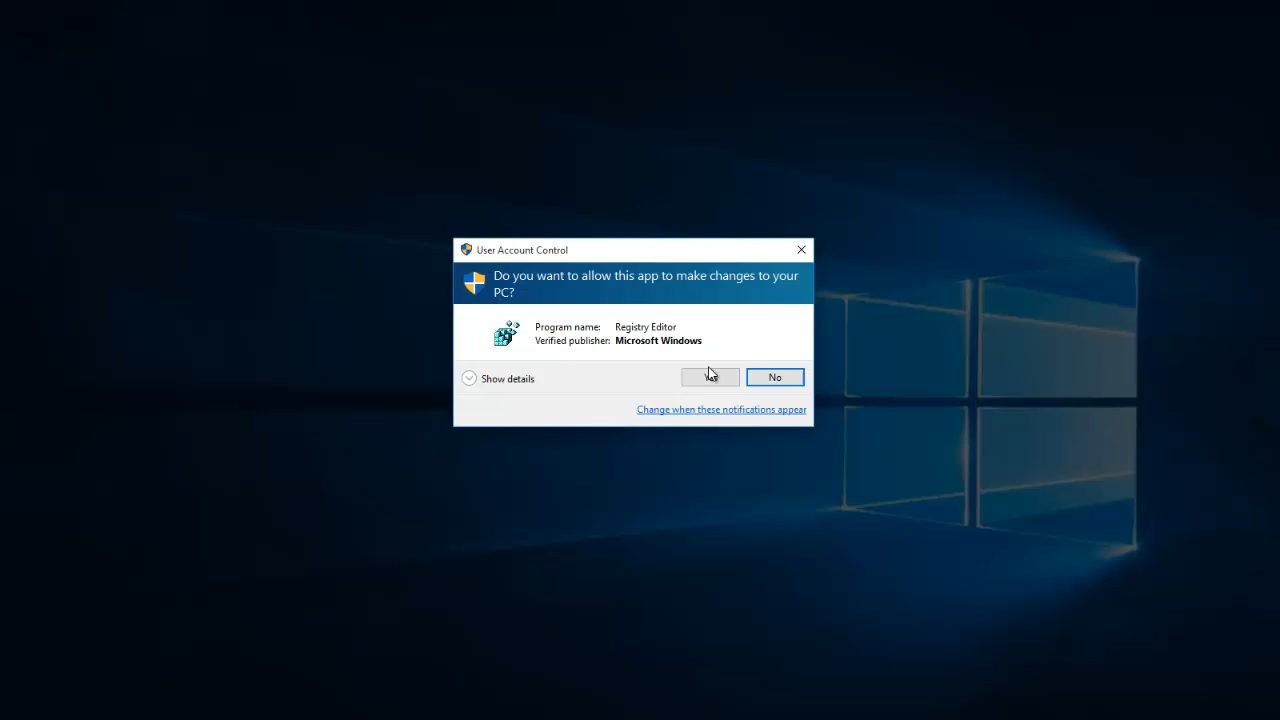 User Account Control
Do you want to allow this app to make changes to your
PC?
Program name: Registry Editor
Verified publisher: Microsoft Windows
Show details
No
Change when these notifications appear